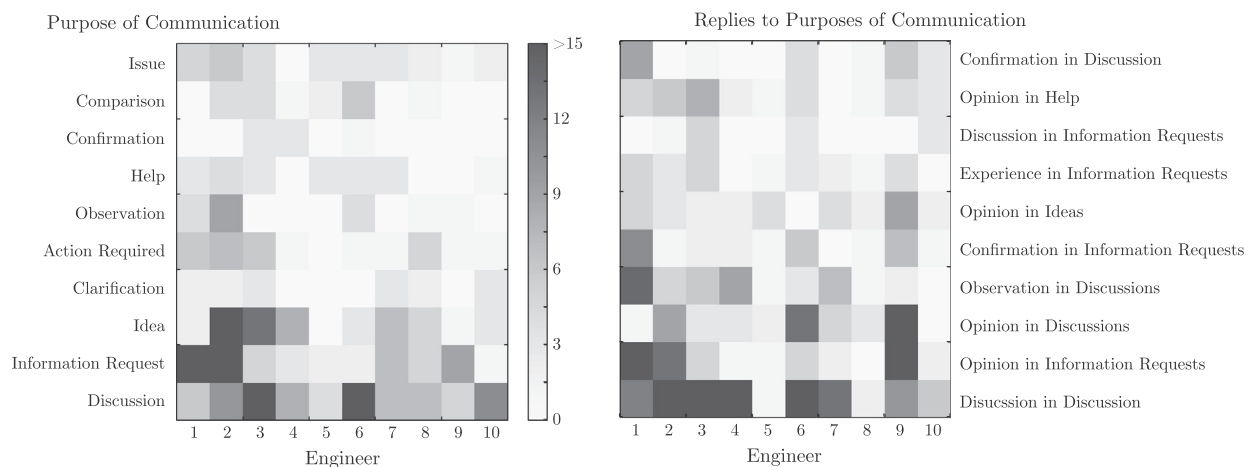 Purpose of Communication
Issue
Comparison
Confirmation
Help
Observation
Action Required
Clarification
Idea
Information Request
Discussion
1 2 3 4 5 6 7 8 9 10
Engineer
>15
12
9
6
3
0
Replies to Purposes of Communication
Confirmation in Discussion
Opinion in Help
Discussion in Information Requests
Experience in Information Requests
Opinion in Ideas
Confirmation in Information Requests
Observation in Discussions
Opinion in Discussions
Opinion in Information Requests
Disucssion in Discussion
1 2 3 4 5 6 7 8 9 10
Engineer